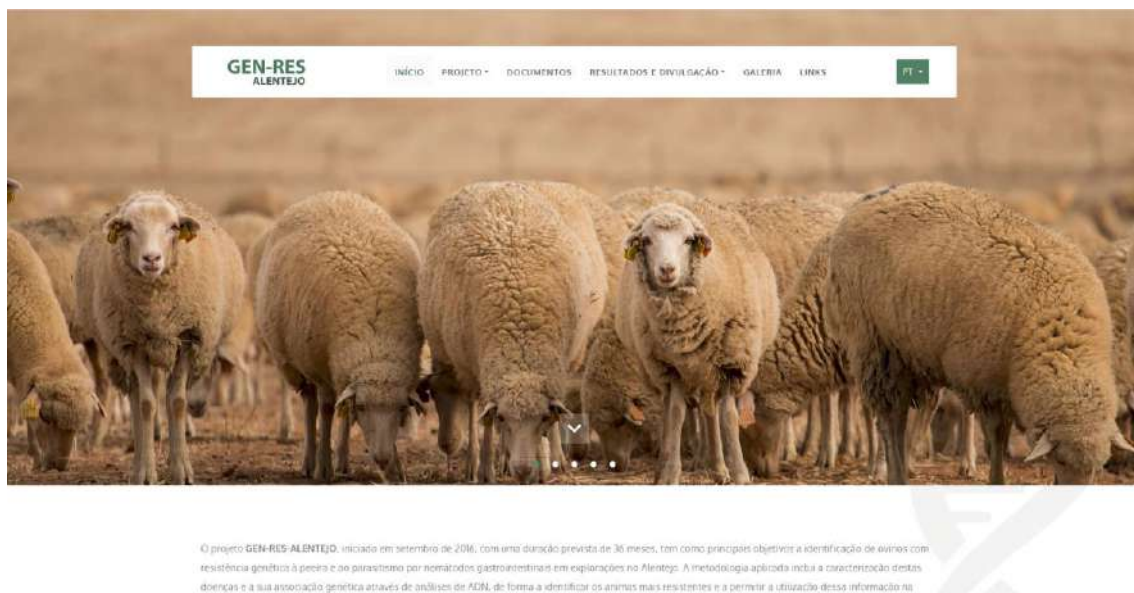 GEN-RES
ALENTEJO
INÍCIO PROJETO DOCUMENTOS RESULTADOS E DIVULGAÇÃO GALERIA LINKS PT
O projeto GEN-RES-ALENTEJO, iniciado em setembro de 2016, com uma duração prevista de 36 meses, tem como principais objetivos a identificação de ovinos com
resistência genética à peeira e ao parasitismo por nemátodos gastrointestinais em explorações no Alentejo. A metodologia aplicada inclui a caracterização destas
doenças e a sua associação genética através de análises de ADN, de forma a identificar os animais mais resistentes e a permitir a utilização dessa informação na